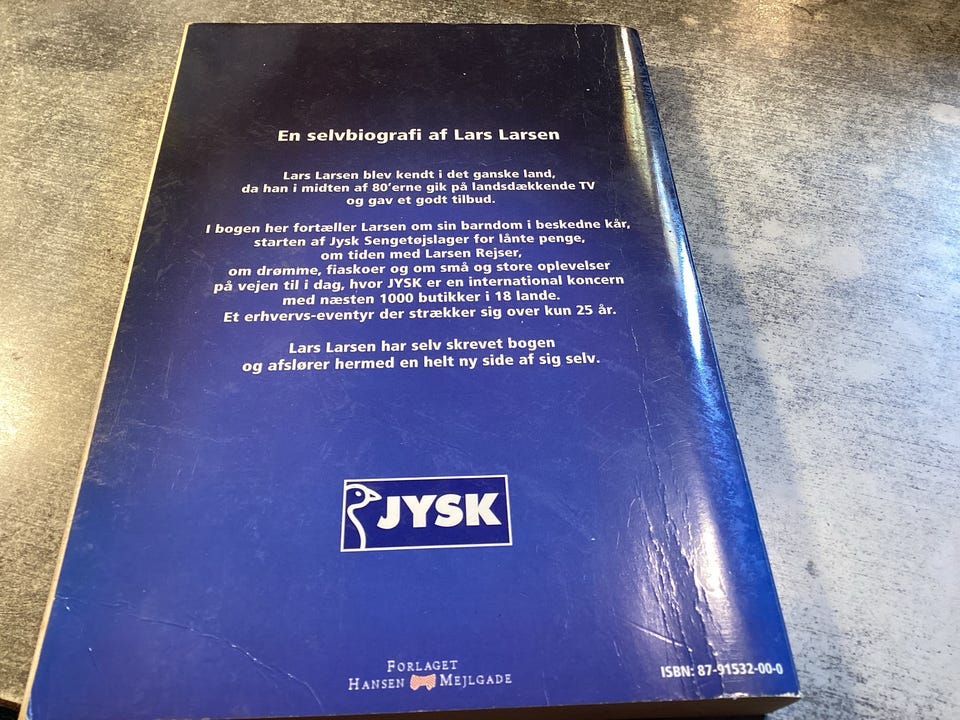 En selvbiografi af Lars Larsen
Lars Larsen blev kendt i det ganske land,
da han i midten af 80'erne gik på landsdækkende TV
og gav et godt tilbud.
I bogen her fortæller Larsen om sin barndom i beskedne kår,
starten af Jysk Sengetøjslager for lånte penge,
om tiden med Larsen Rejser,
om drømme, fiaskoer og om små og store oplevelser
på vejen til i dag, hvor JYSK er en international koncern
med næsten 1000 butikker i 18 lande.
Et erhvervs-eventyr der strækker sig over kun 25 år.
Lars Larsen har selv skrevet bogen
og afslører hermed en helt ny side af sig selv.
JYSK
FORLAGET
HANSEN MEJLGADE
ISBN: 87-91532-00-0